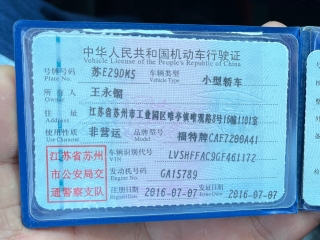 中华人民共和国机动车行驶证
Vehicle License of the People's Republic of China
号牌号码 苏E29DM5 车辆类型 小型轿车
Plate No. Vehicle Type
所有人 王永锢
Owner
住址 江苏省苏州市工业园区唯亭镇唯观路8号16幢1101室
Address
使用性质 非营运 品牌型号 福特牌CAF7200A41
Use Character Model
江苏省苏州市公安局交通警察支队
车辆识别代号 LVSHFFAC9GF461172
VIN
发动机号码 GA15789
Engine No.
注册日期 2016-07-07 发证日期 2016-07-07
Register Date Issue Date